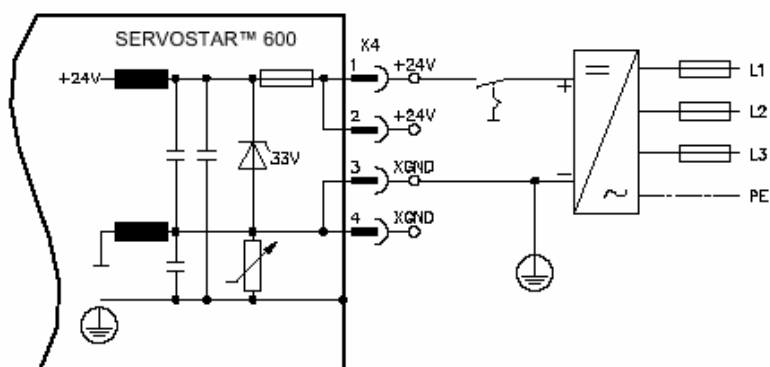 SERVOSTAR™ 600
X4
+24V
1
+24V
2
+24V
33V
3
XGND
4
XGND
+
−
L1
L2
L3
PE